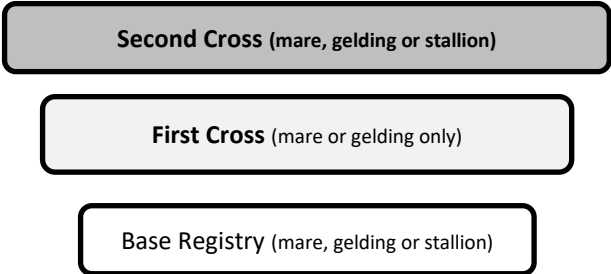 Second Cross (mare, gelding or stallion)
First Cross (mare or gelding only)
Base Registry (mare, gelding or stallion)